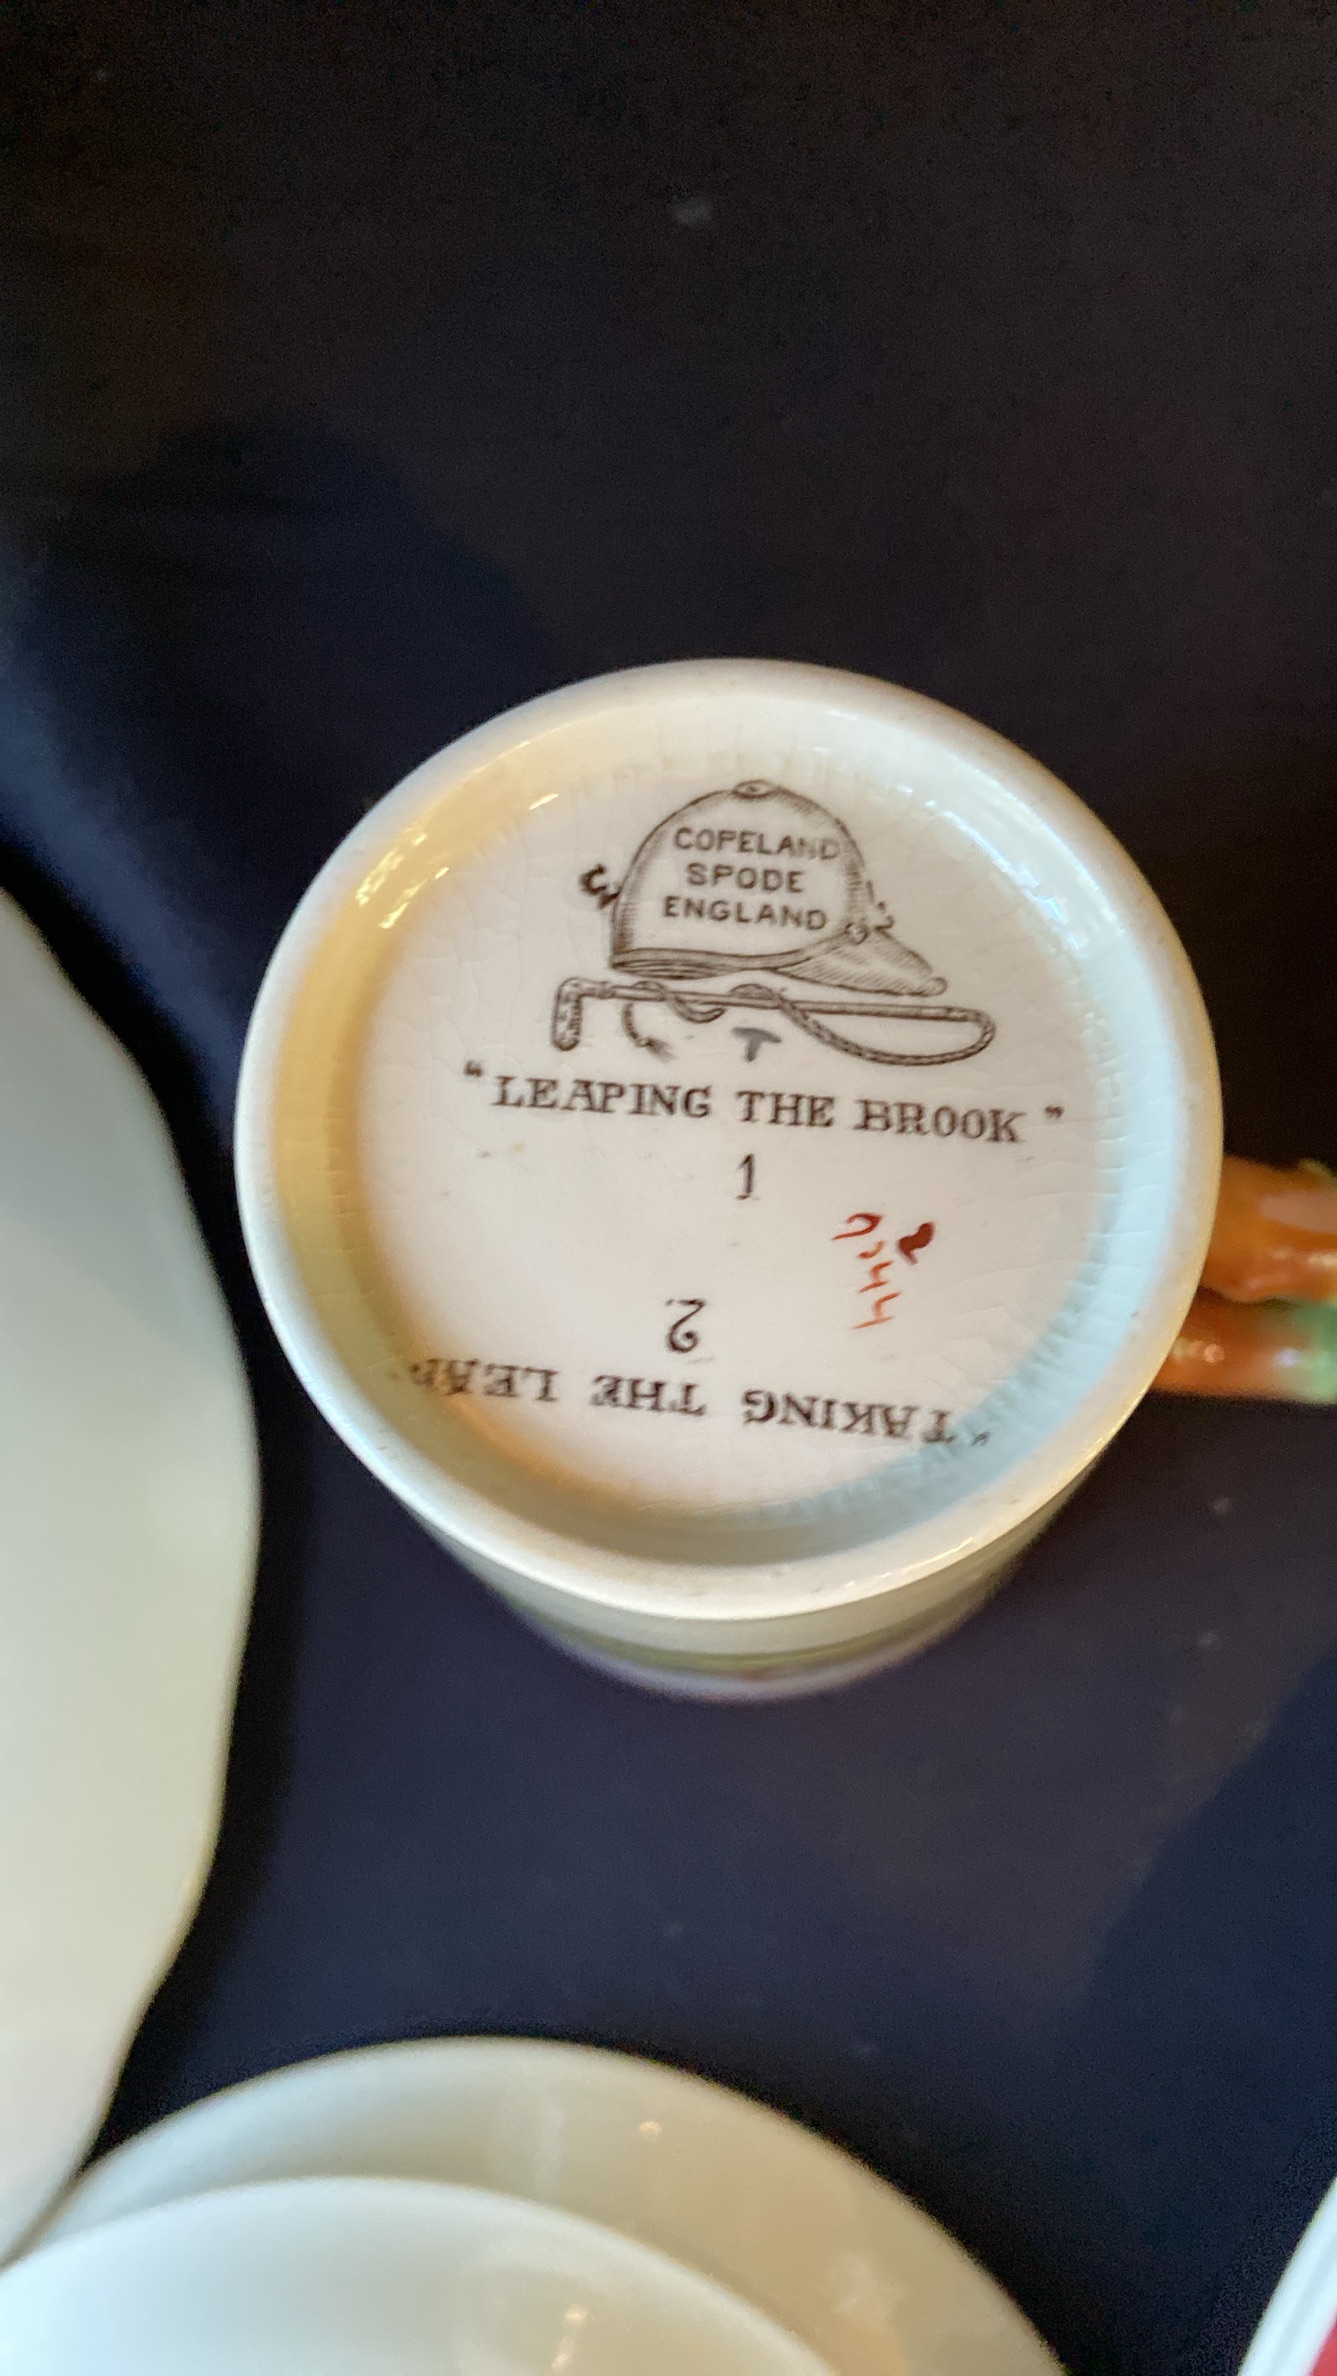 COPELAND
SPODE
ENGLAND
T
"LEAPING THE BROOK"
1
2
"TAKING THE LEAP"